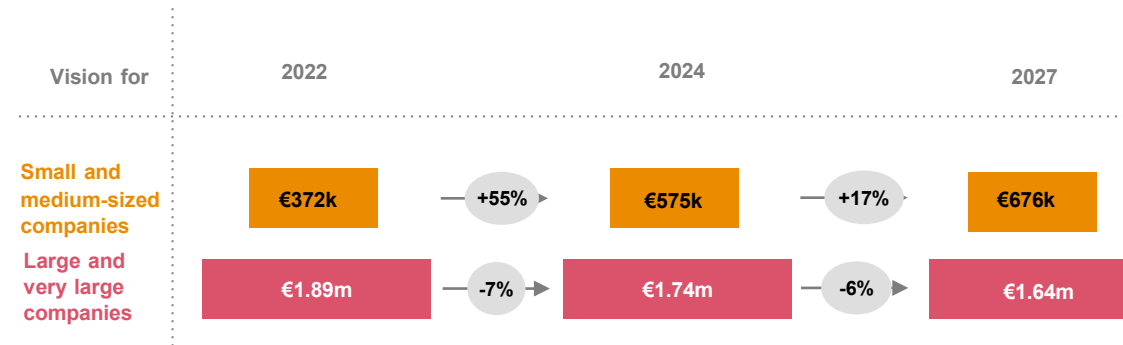 Vision for
2022
2024
2027
Small and
medium-sized
companies
€372k
+55%
€575k
+17%
€676k
Large and
very large
companies
€1.89m
-7%
€1.74m
-6%
€1.64m